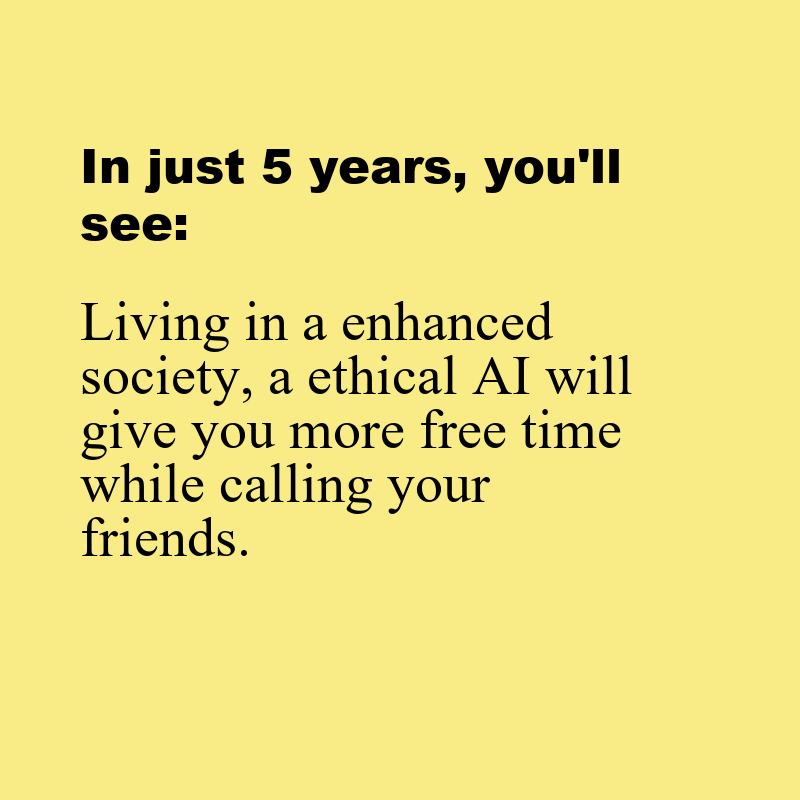 In just 5 years, you'll
see:
Living in a enhanced
society, a ethical AI will
give you more free time
while calling your
friends.